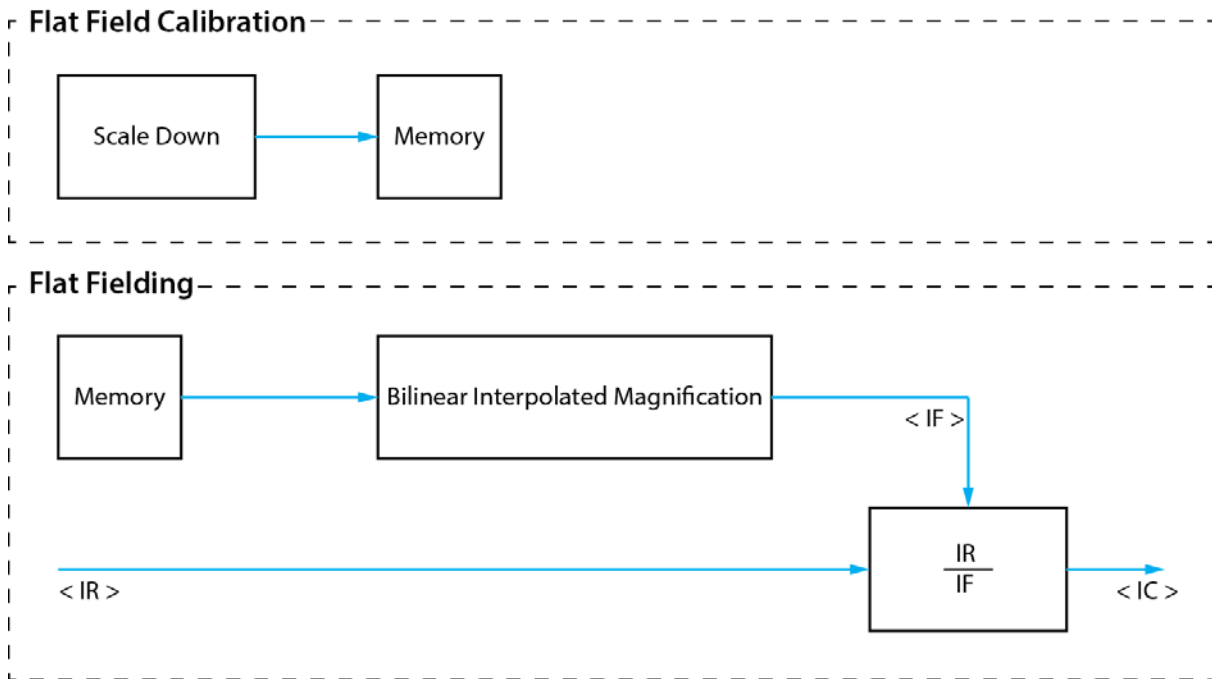 Flat Field Calibration
Scale Down
Memory
Flat Fielding
Memory
Bilinear Interpolated Magnification
< IF >
IR
IF
< IR >
< IC >